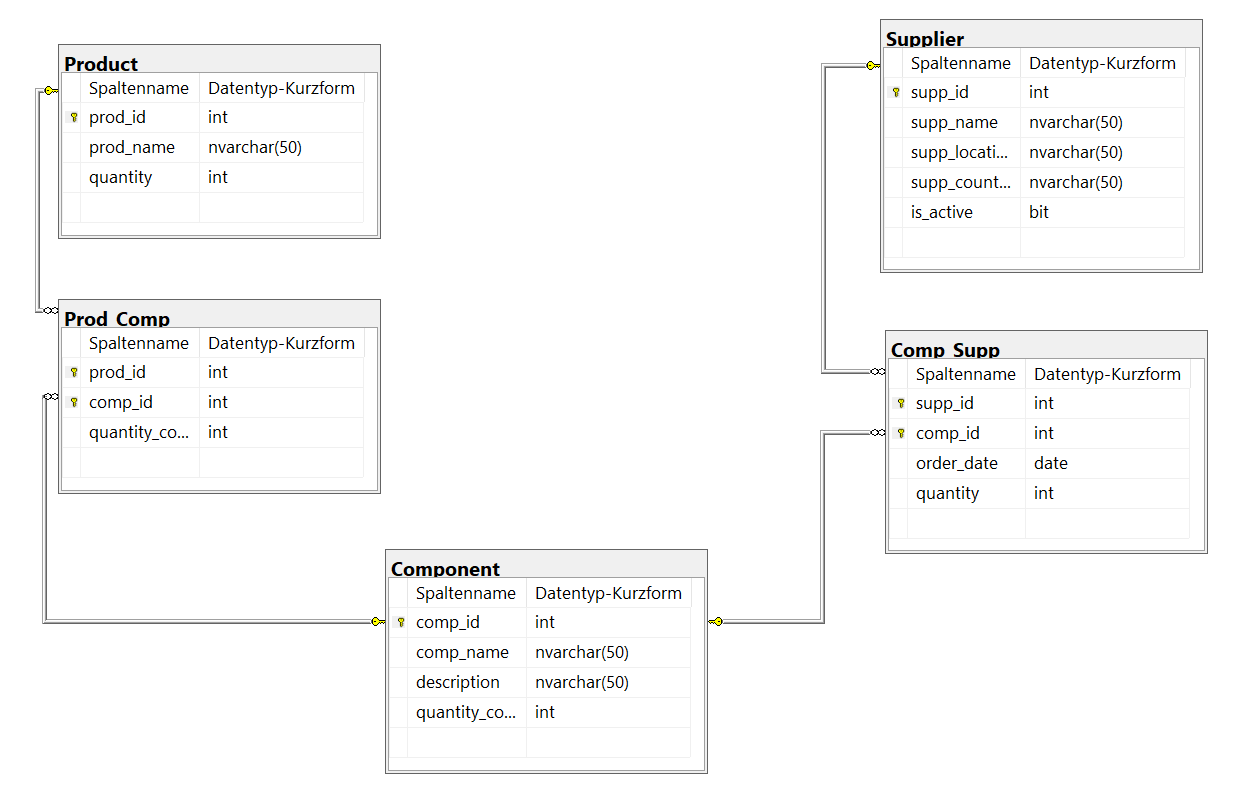 Product
Spaltenname Datentyp-Kurzform
prod_id int
prod_name nvarchar(50)
quantity int
Supplier
Spaltenname Datentyp-Kurzform
supp_id int
supp_name nvarchar(50)
supp_locati... nvarchar(50)
supp_count... nvarchar(50)
is_active bit
Prod_Comp
Spaltenname Datentyp-Kurzform
prod_id int
comp_id int
quantity_co... int
Comp_Supp
Spaltenname Datentyp-Kurzform
supp_id int
comp_id int
order_date date
quantity int
Component
Spaltenname Datentyp-Kurzform
comp_id int
comp_name nvarchar(50)
description nvarchar(50)
quantity_co... int